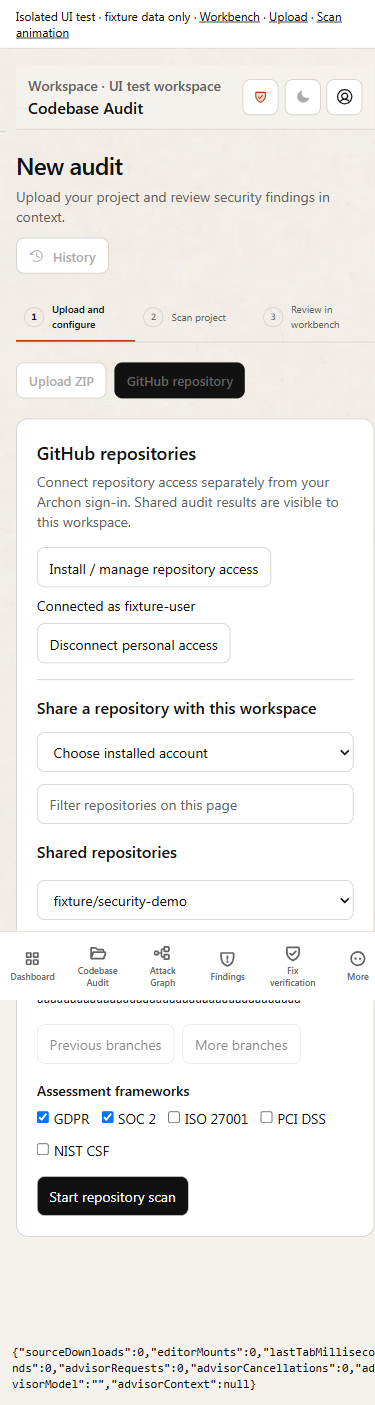 Isolated UI test · fixture data only · Workbench · Upload · Scan
animation
Workspace · UI test workspace
Codebase Audit
New audit
Upload your project and review security findings in
context.
History
1 Upload and
configure
2 Scan project
3 Review in
workbench
Upload ZIP GitHub repository
GitHub repositories
Connect repository access separately from your
Archon sign-in. Shared audit results are visible to
this workspace.
Install / manage repository access
Connected as fixture-user
Disconnect personal access
Share a repository with this workspace
Choose installed account
Filter repositories on this page
Shared repositories
fixture/security-demo
Dashboard
Codebase
Audit
Attack
Graph
Findings
Fix
verification
More
Previous branches More branches
Assessment frameworks
GDPR SOC 2 ISO 27001 PCI DSS
NIST CSF
Start repository scan
{"sourceDownloads":0,"editorMounts":0,"lastTabMilliseco
nds":0,"advisorRequests":0,"advisorCancellations":0,"ad
visorModel":"","advisorContext":null}